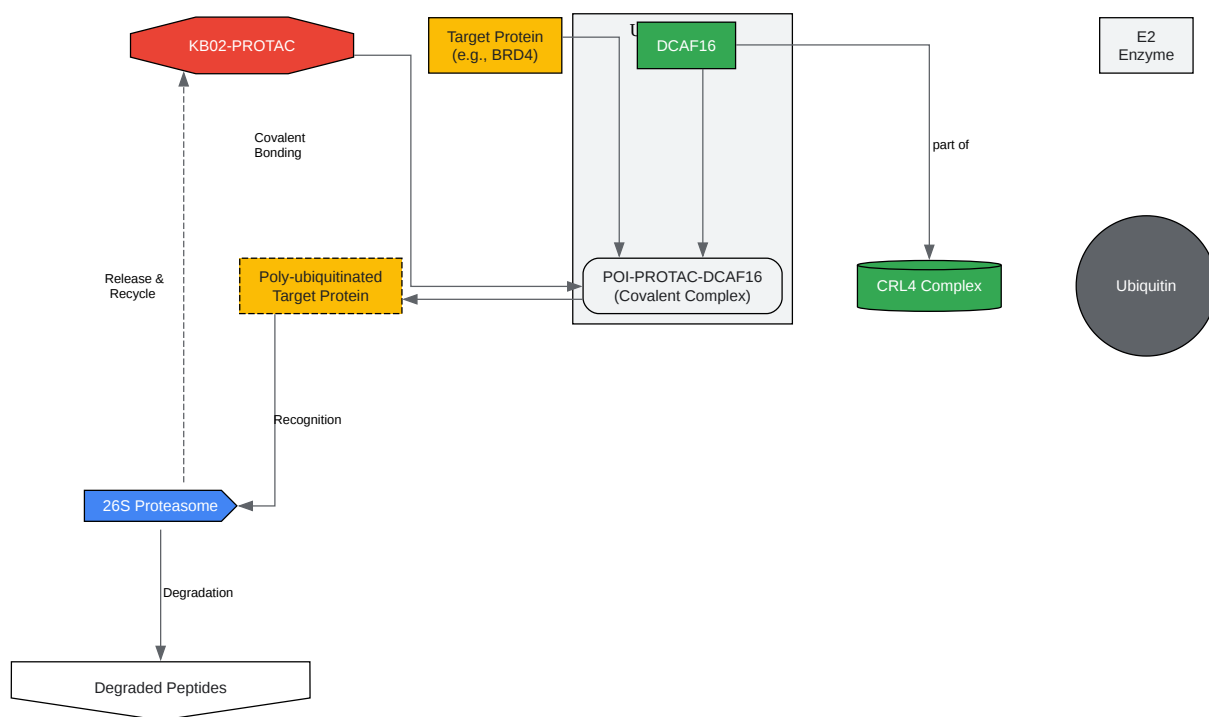 KB02-PROTAC
Target Protein
(e.g., BRD4)
DCAF16
E2
Enzyme
Covalent
Bonding
part of
Release &
Recycle
Poly-ubiquitinated
Target Protein
POI-PROTAC-DCAF16
(Covalent Complex)
CRL4 Complex
Ubiquitin
Recognition
26S Proteasome
Degradation
Degraded Peptides